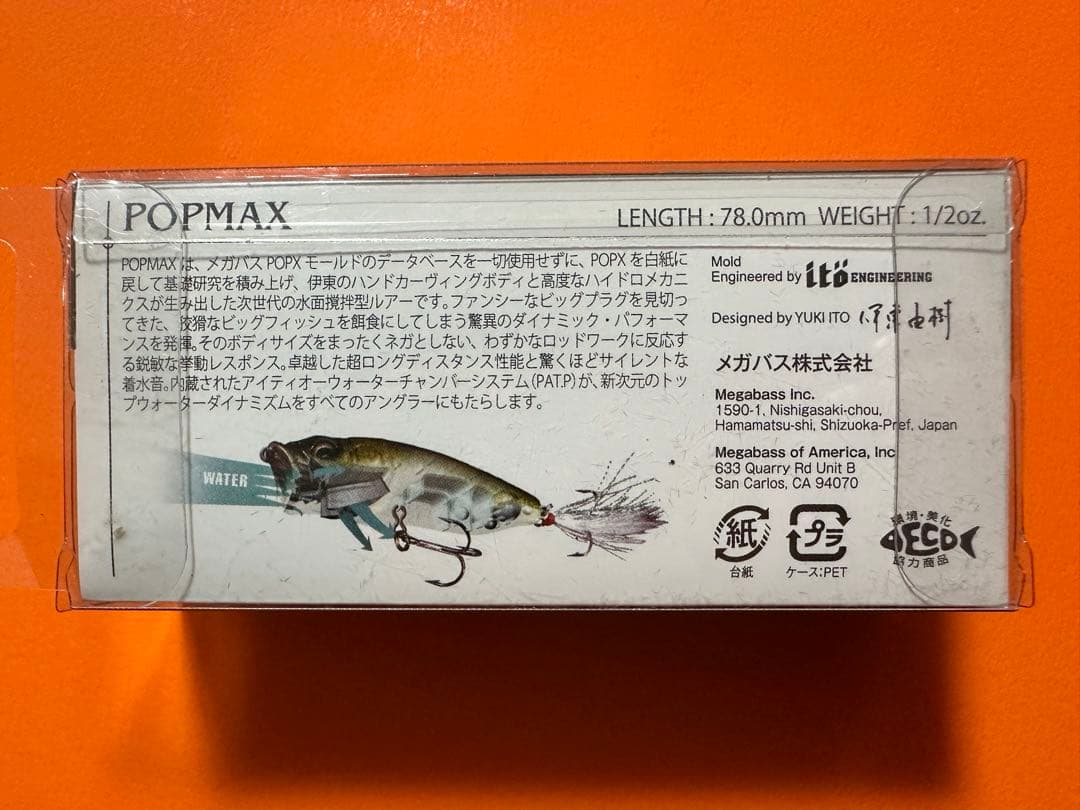 POPMAX
LENGTH : 78.0mm WEIGHT : 1/2oz.
POPMAX は、メガバス POPX モールドのデータベースを一切使用せずに、POPX を白紙に
戻して基礎研究を積み上げ、伊東のハンドカーヴィングボディと高度なハイドロメカニ
クスが生み出した次世代の水面撹拌型ルアーです。ファンシーなビッグプラグを見切っ
てきた、狡猾なビッグフィッシュを餌食にしてしまう驚異のダイナミック・パフォーマ
ンスを発揮。そのボディサイズをまったくネガとしない、わずかなロッドワークに反応す
る鋭敏な挙動レスポンス。卓越した超ロングディスタンス性能と驚くほどサイレントな
着水音。内蔵されたアイティオーウォーターチャンバーシステム(PAT.P)が、新次元のトッ
プウォーターダイナミズムをすべてのアングラーにもたらします。
WATER
Mold
Engineered by Itö ENGINEERING
Designed by YUKI ITO 伊東由樹
メガバス株式会社
Megabass Inc.
1590-1, Nishigasaki-chou,
Hamamatsu-shi, Shizuoka-Pref, Japan
Megabass of America, Inc
633 Quarry Rd Unit B
San Carlos, CA 94070
紙
台紙
プラ
ケース:PET
環境・美化
ECO
協力商品